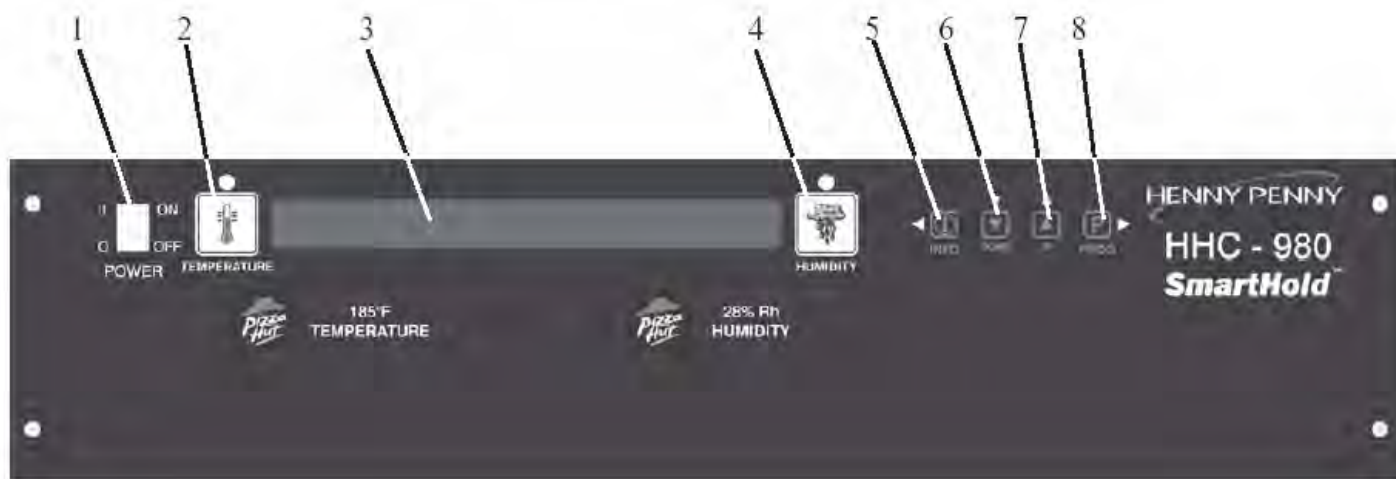 1 2 3 4 5 6 7 8
I ON
O OFF
POWER
TEMPERATURE
HUMIDITY
INFO
P
PROG
HENNY PENNY
HHC - 980
SmartHold™
Pizza Hut
185°F
TEMPERATURE
Pizza Hut
28% Rh
HUMIDITY